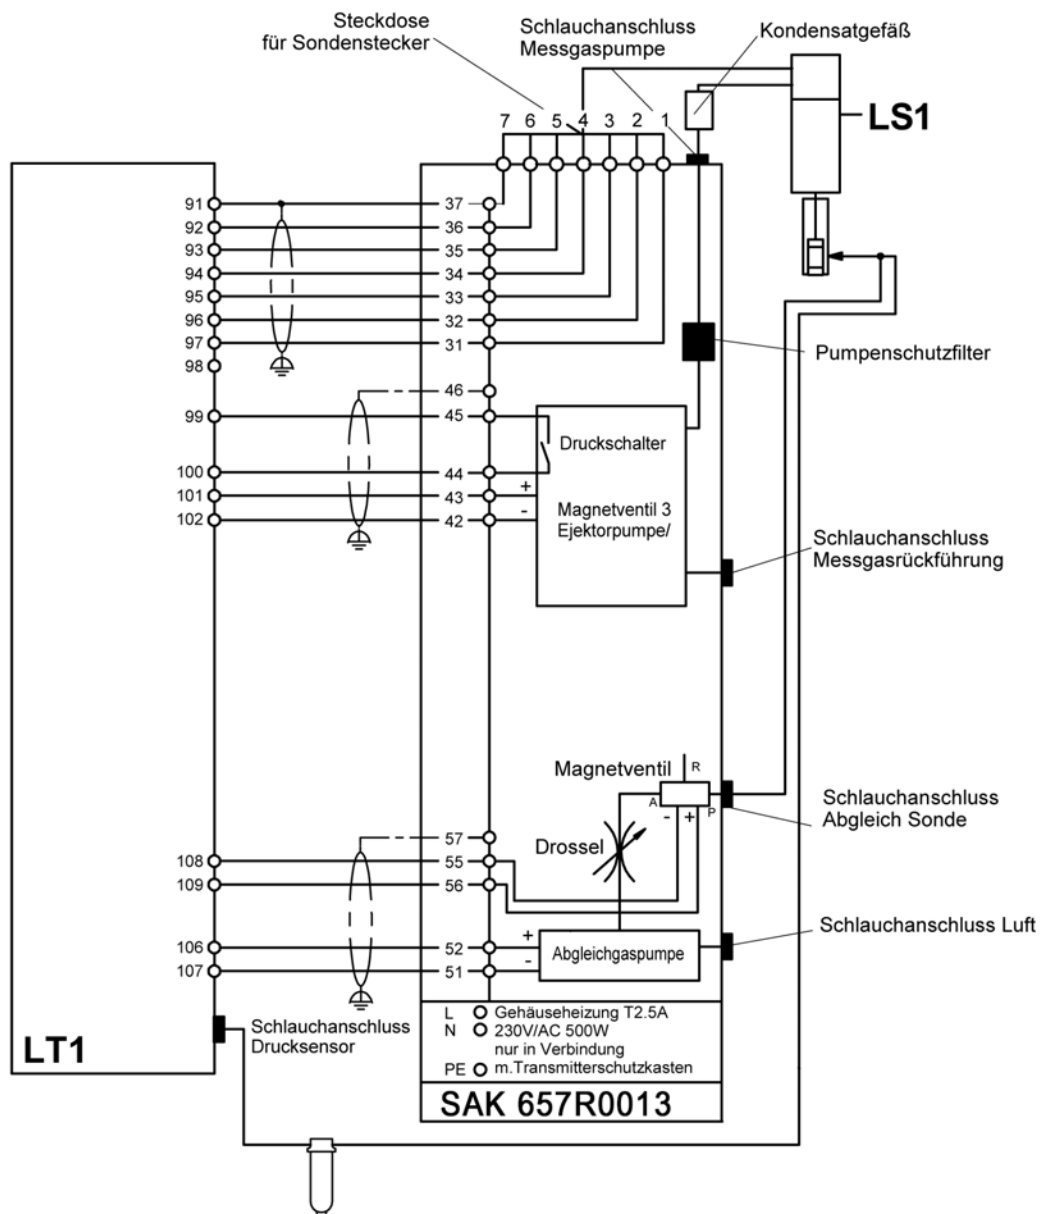 Steckdose
für Sondenstecker
Schlauchanschluss
Messgaspumpe
Kondensatgefäß
LS1
7 6 5 4 3 2 1
91 37
92 36
93 35
94 34
95 33
96 32
97 31
98
46
99 45
100 44
101 43 +
102 42 -
Druckschalter
Magnetventil 3
Ejektorpumpe/
Pumpenschutzfilter
Schlauchanschluss
Messgasrückführung
Magnetventil
R
A
P
- +
Schlauchanschluss
Abgleich Sonde
Drossel
57
108 55
109 56
106 52 +
107 51 -
Abgleichgaspumpe
Schlauchanschluss Luft
Schlauchanschluss
Drucksensor
LT1
L Gehäuseheizung T2.5A
N 230V/AC 500W
nur in Verbindung
PE m.Transmitterschutzkasten
SAK 657R0013